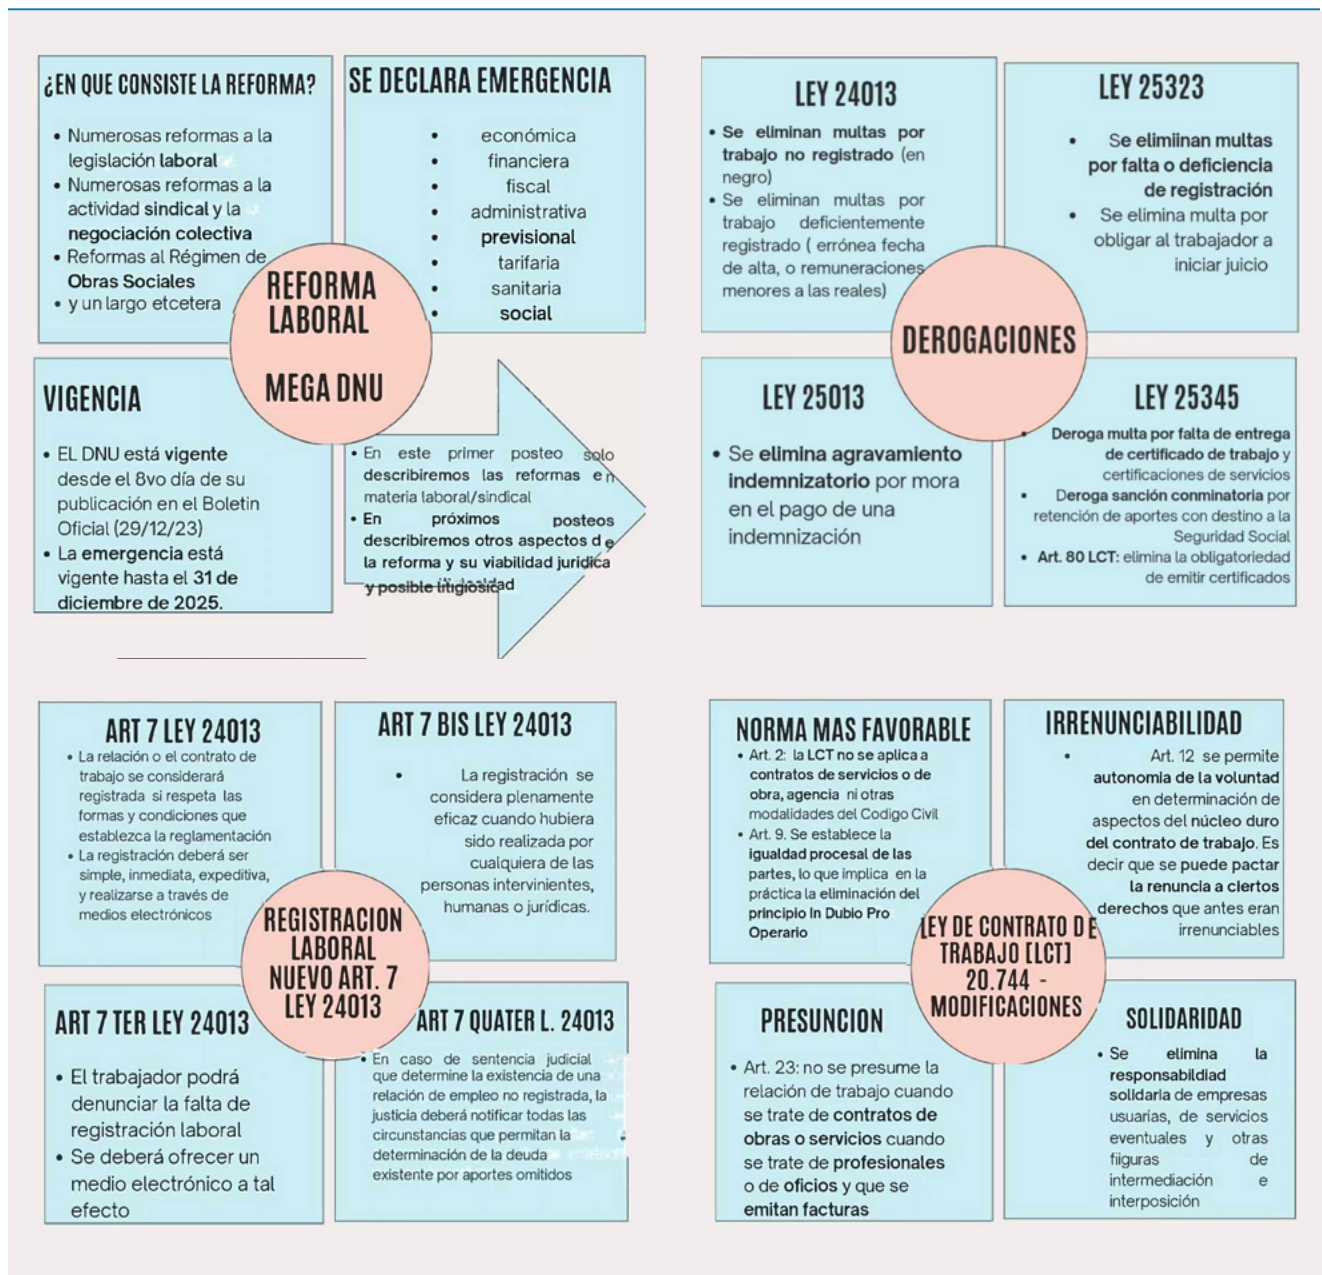 ¿EN QUE CONSISTE LA REFORMA?
• Numerosas reformas a la
legislación laboral
• Numerosas reformas a la
actividad sindical y la
negociación colectiva
• Reformas al Régimen de
Obras Sociales
• y un largo etcetera
SE DECLARA EMERGENCIA
• económica
• financiera
• fiscal
• administrativa
• previsional
• tarifaria
• sanitaria
• social
REFORMA
LABORAL
MEGA DNU
VIGENCIA
• EL DNU está vigente
desde el 8vo día de su
publicación en el Boletin
Oficial (29/12/23)
• La emergencia está
vigente hasta el 31 de
diciembre de 2025.
• En este primer posteo solo
describiremos las reformas en
materia laboral/sindical
• En próximos posteos
describiremos otros aspectos de
la reforma y su viabilidad juridica
y posible litigiosidad
LEY 24013
• Se eliminan multas por
trabajo no registrado (en
negro)
• Se eliminan multas por
trabajo deficientemente
registrado ( errónea fecha
de alta, o remuneraciones
menores a las reales)
LEY 25323
• Se elimiinan multas
por falta o deficiencia
de registración
• Se elimina multa por
obligar al trabajador a
iniciar juicio
DEROGACIONES
LEY 25013
• Se elimina agravamiento
indemnizatorio por mora
en el pago de una
indemnización
LEY 25345
• Deroga multa por falta de entrega
de certificado de trabajo y
certificaciones de servicios
• Deroga sanción conminatoria por
retención de aportes con destino a la
Seguridad Social
• Art. 80 LCT: elimina la obligatoriedad
de emitir certificados
ART 7 LEY 24013
• La relación o el contrato de
trabajo se considerará
registrada si respeta las
formas y condiciones que
establezca la reglamentación
• La registración deberá ser
simple, inmediata, expeditiva,
y realizarse a través de
medios electrónicos
ART 7 BIS LEY 24013
• La registración se
considera plenamente
eficaz cuando hubiera
sido realizada por
cualquiera de las
personas intervinientes,
humanas o jurídicas.
REGISTRACION
LABORAL
NUEVO ART. 7
LEY 24013
ART 7 TER LEY 24013
• El trabajador podrá
denunciar la falta de
registración laboral
• Se deberá ofrecer un
medio electrónico a tal
efecto
ART 7 QUATER L. 24013
• En caso de sentencia judicial
que determine la existencia de una
relación de empleo no registrada, la
justicia deberá notificar todas las
circunstancias que permitan la
determinación de la deuda
existente por aportes omitidos
NORMA MAS FAVORABLE
• Art. 2: la LCT no se aplica a
contratos de servicios o de
obra, agencia ni otras
modalidades del Codigo Civil
• Art. 9. Se establece la
igualdad procesal de las
partes, lo que implica en la
práctica la eliminación del
principio In Dubio Pro
Operario
IRRENUNCIABILIDAD
• Art. 12 se permite
autonomia de la voluntad
en determinación de
aspectos del núcleo duro
del contrato de trabajo. Es
decir que se puede pactar
la renuncia a ciertos
derechos que antes eran
irrenunciables
LEY DE CONTRATO DE
TRABAJO [LCT]
20.744 -
MODIFICACIONES
PRESUNCION
• Art. 23: no se presume la
relación de trabajo cuando
se trate de contratos de
obras o servicios cuando
se trate de profesionales
o de oficios y que se
emitan facturas
SOLIDARIDAD
• Se elimina la
responsabildiad
solidaria de empresas
usuarias, de servicios
eventuales y otras
fiiguras de
intermediación e
interposición